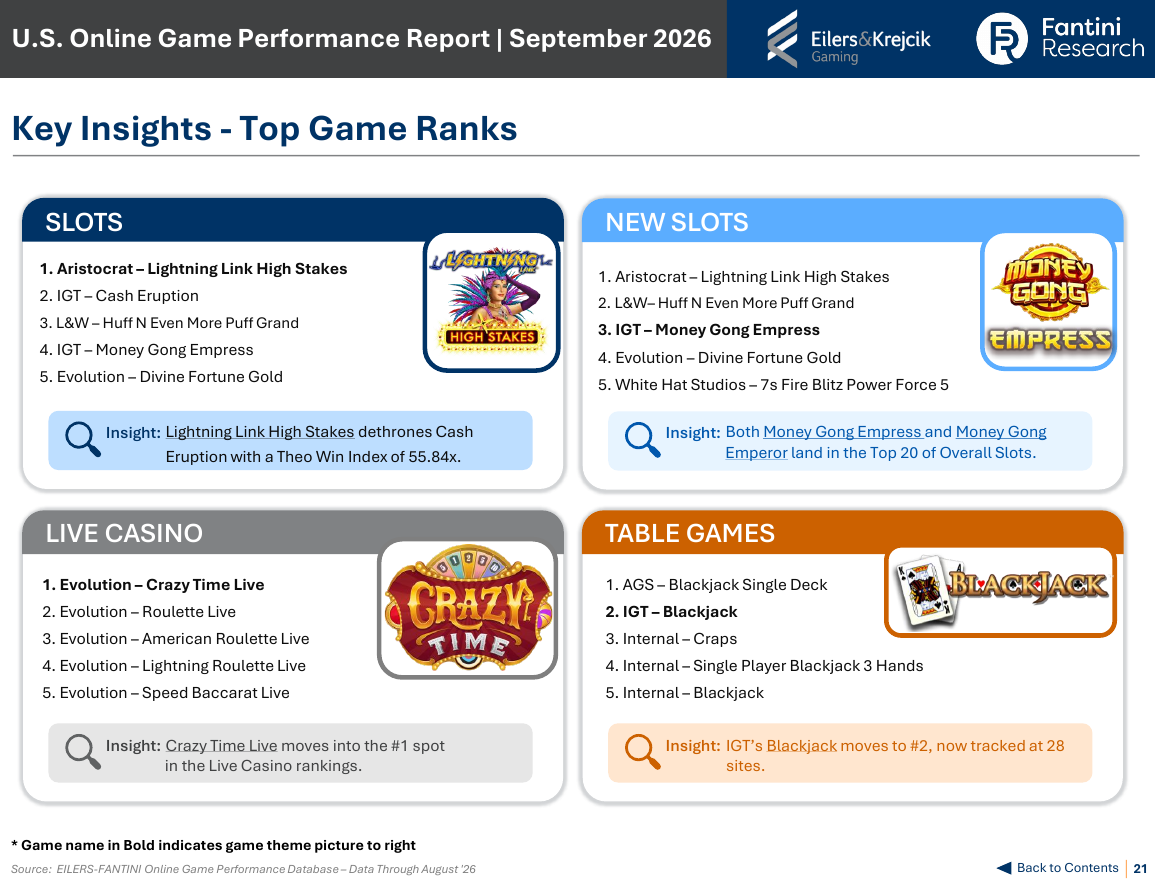 U.S. Online Game Performance Report | September 2026
Eilers&Krejcik
Gaming
Fantini
Research
Key Insights - Top Game Ranks
SLOTS
1. Aristocrat – Lightning Link High Stakes
2. IGT – Cash Eruption
3. L&W – Huff N Even More Puff Grand
4. IGT – Money Gong Empress
5. Evolution – Divine Fortune Gold
LIGHTNING
LINK
HIGH STAKES
Insight: Lightning Link High Stakes dethrones Cash
Eruption with a Theo Win Index of 55.84x.
NEW SLOTS
1. Aristocrat – Lightning Link High Stakes
2. L&W– Huff N Even More Puff Grand
3. IGT – Money Gong Empress
4. Evolution – Divine Fortune Gold
5. White Hat Studios – 7s Fire Blitz Power Force 5
MONEY
GONG
EMPRESS
Insight: Both Money Gong Empress and Money Gong
Emperor land in the Top 20 of Overall Slots.
LIVE CASINO
1. Evolution – Crazy Time Live
2. Evolution – Roulette Live
3. Evolution – American Roulette Live
4. Evolution – Lightning Roulette Live
5. Evolution – Speed Baccarat Live
CRAZY
TIME
Insight: Crazy Time Live moves into the #1 spot
in the Live Casino rankings.
TABLE GAMES
1. AGS – Blackjack Single Deck
2. IGT – Blackjack
3. Internal – Craps
4. Internal – Single Player Blackjack 3 Hands
5. Internal – Blackjack
BLACKJACK
Insight: IGT's Blackjack moves to #2, now tracked at 28
sites.
* Game name in Bold indicates game theme picture to right
Source: EILERS-FANTINI Online Game Performance Database – Data Through August '26
Back to Contents | 21